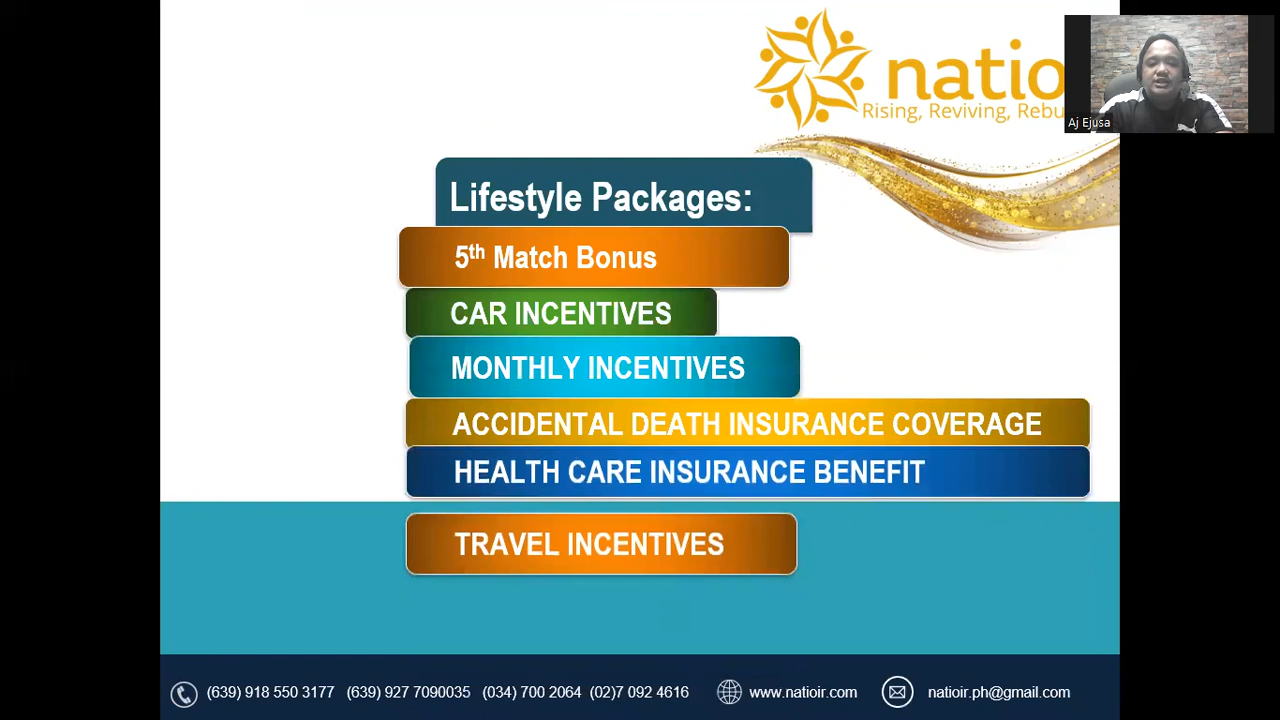 natio
Rising, Reviving, Rebu
Aj Ejusa
Lifestyle Packages:
5th Match Bonus
CAR INCENTIVES
MONTHLY INCENTIVES
ACCIDENTAL DEATH INSURANCE COVERAGE
HEALTH CARE INSURANCE BENEFIT
TRAVEL INCENTIVES
(639) 918 550 3177 (639) 927 7090035 (034) 700 2064 (02)7 092 4616 www.natioir.com natioir.ph@gmail.com